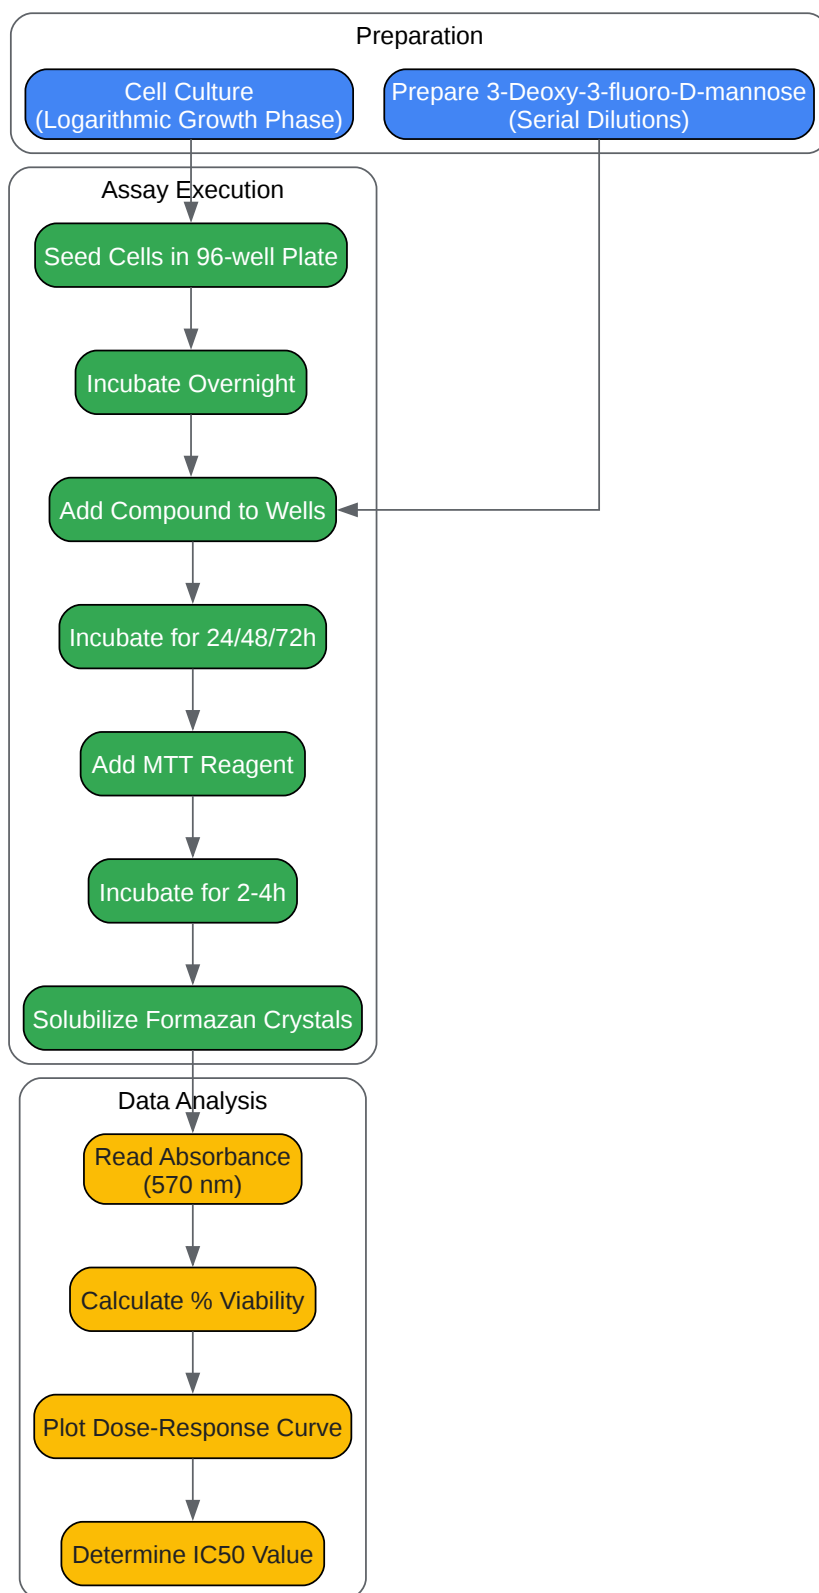 Preparation
Cell Culture
(Logarithmic Growth Phase)
Prepare 3-Deoxy-3-fluoro-D-mannose
(Serial Dilutions)
Assay Execution
Seed Cells in 96-well Plate
Incubate Overnight
Add Compound to Wells
Incubate for 24/48/72h
Add MTT Reagent
Incubate for 2-4h
Solubilize Formazan Crystals
Data Analysis
Read Absorbance
(570 nm)
Calculate % Viability
Plot Dose-Response Curve
Determine IC50 Value